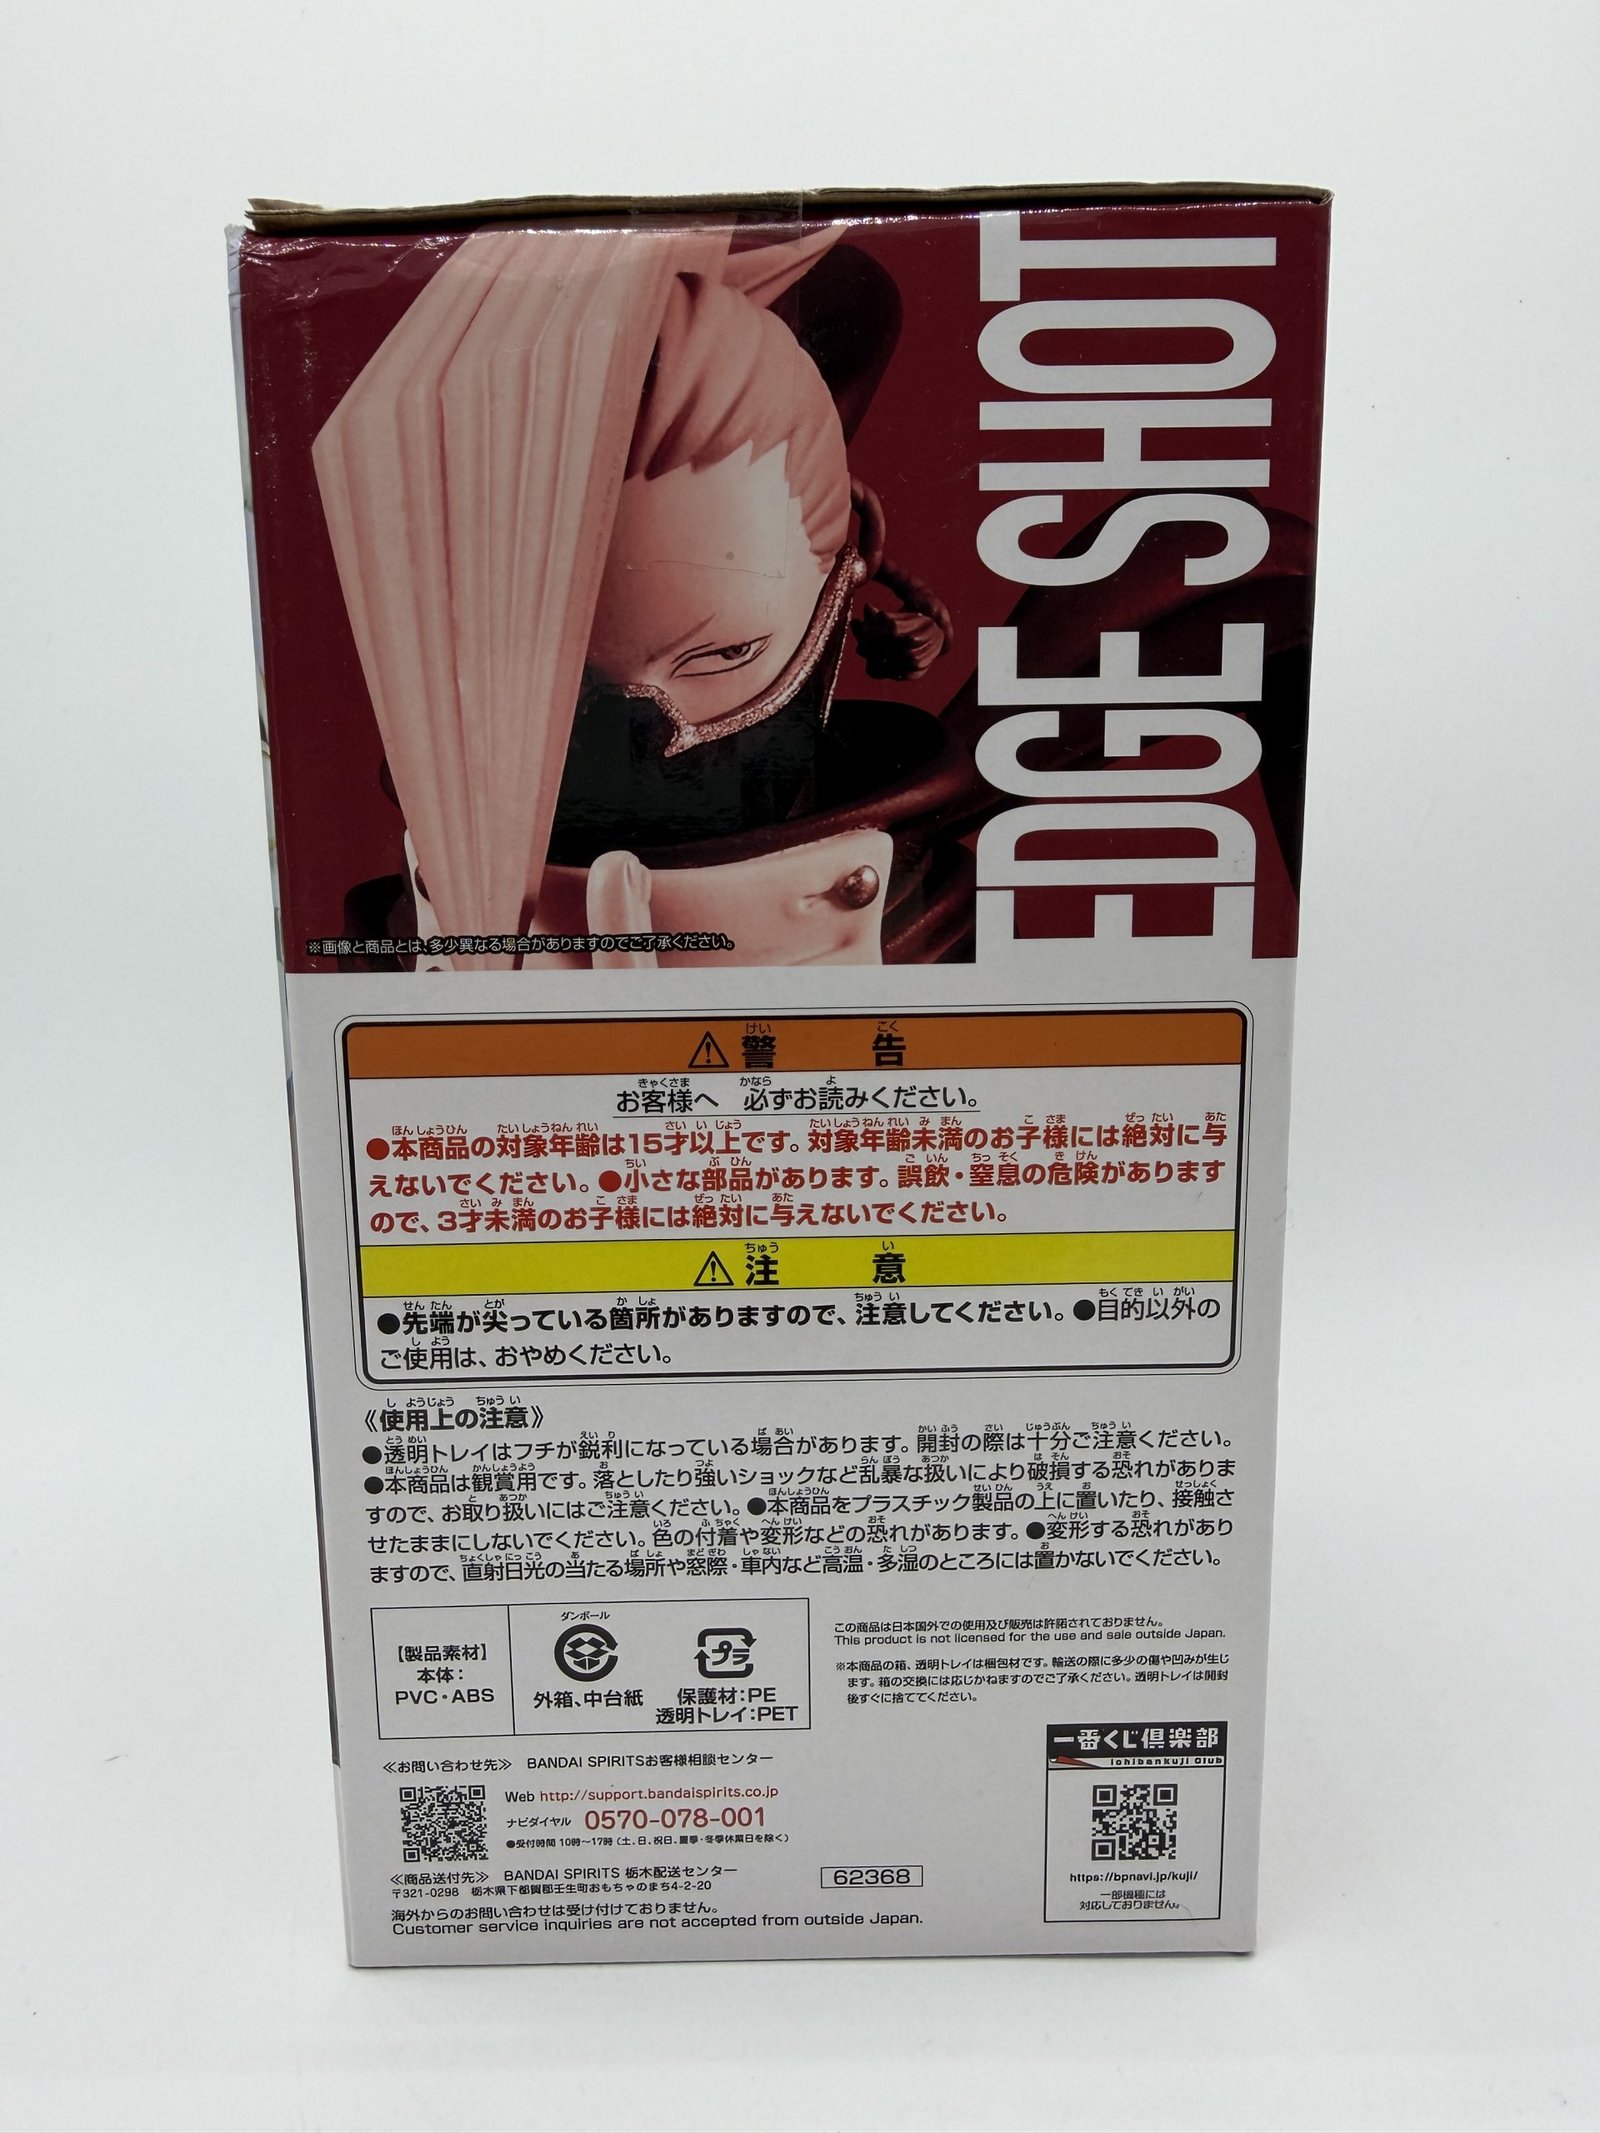 EDGE SHOT
※画像と商品とは、多少異なる場合がありますのでご了承ください。
⚠警告
お客様へ 必ずお読みください。
●本商品の対象年齢は15才以上です。対象年齢未満のお子様には絶対に与
えないでください。●小さな部品があります。誤飲・窒息の危険があります
ので、3才未満のお子様には絶対に与えないでください。
⚠注意
●先端が尖っている箇所がありますので、注意してください。●目的以外の
ご使用は、おやめください。
《使用上の注意》
●透明トレイはフチが鋭利になっている場合があります。開封の際は十分ご注意ください。
●本商品は観賞用です。落としたり強いショックなど乱暴な扱いにより破損する恐れがありま
すので、お取り扱いにはご注意ください。●本商品をプラスチック製品の上に置いたり、接触さ
せたままにしないでください。色の付着や変形などの恐れがあります。●変形する恐れがあり
ますので、直射日光の当たる場所や窓際・車内など高温・多湿のところには置かないでください。
【製品素材】
本体:
PVC・ABS
ダンボール
外箱、中台紙
プラ
保護材:PE
透明トレイ:PET
この商品は日本国外での使用及び販売は許諾されておりません。
This product is not licensed for the use and sale outside Japan.
※本商品の箱、透明トレイは梱包材です。輸送の際に多少の傷や凹みが生じ
ます。箱の交換には応じかねますのでご了承ください。透明トレイは開封
後すぐに捨ててください。
≪お問い合わせ先≫ BANDAI SPIRITSお客様相談センター
Web http://support.bandaispirits.co.jp
ナビダイヤル 0570-078-001
●受付時間 10時~17時(土、日、祝日、夏季・冬季休業日を除く)
≪商品送付先≫ BANDAI SPIRITS 栃木配送センター
〒321-0298 栃木県下都賀郡壬生町おもちゃのまち4-2-20
62368
海外からのお問い合わせは受け付けておりません。
Customer service inquiries are not accepted from outside Japan.
一番くじ倶楽部
ichibankuji Club
https://bpnavi.jp/kuji/
一部機種には
対応しておりません。